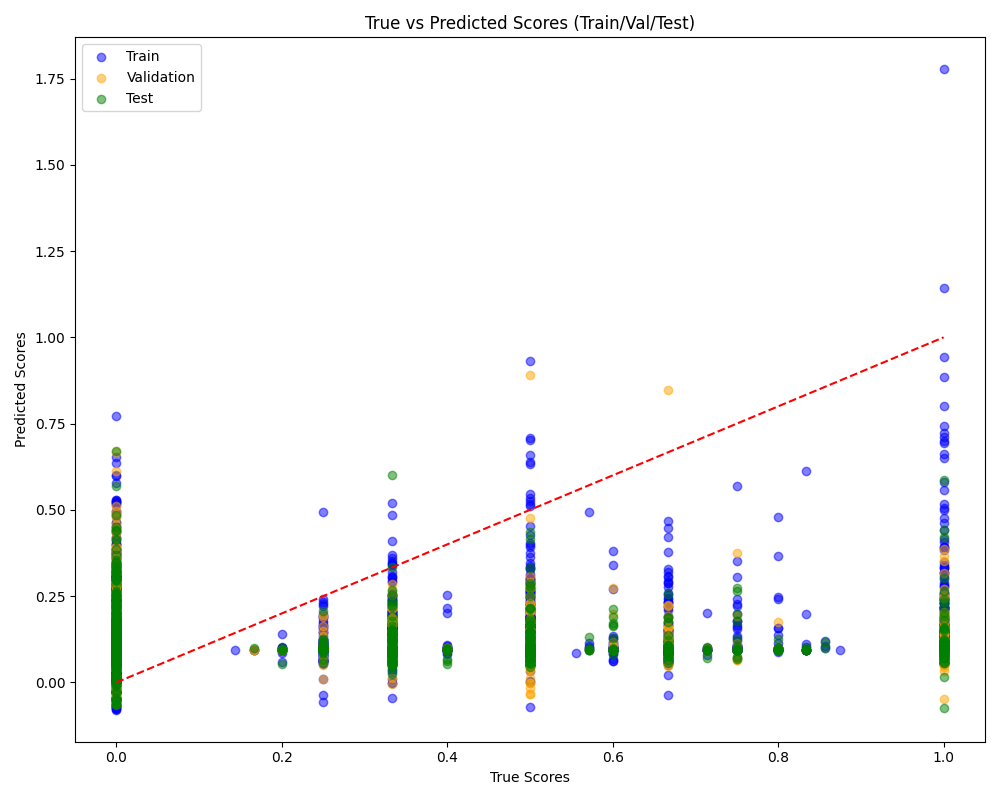 True vs Predicted Scores (Train/Val/Test)
Train
Validation
Test
Predicted Scores
1.75
1.50
1.25
1.00
0.75
0.50
0.25
0.00
0.0 0.2 0.4 0.6 0.8 1.0
True Scores